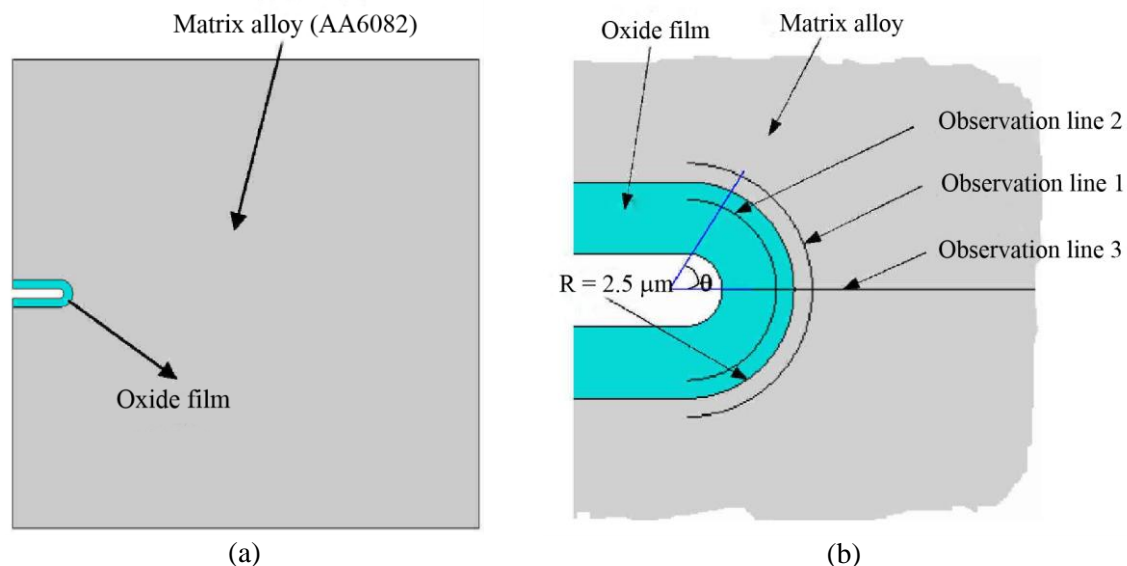 Matrix alloy (AA6082)
Oxide film
(a)
Oxide film
Matrix alloy
Observation line 2
Observation line 1
Observation line 3
R = 2.5 μm
θ
(b)